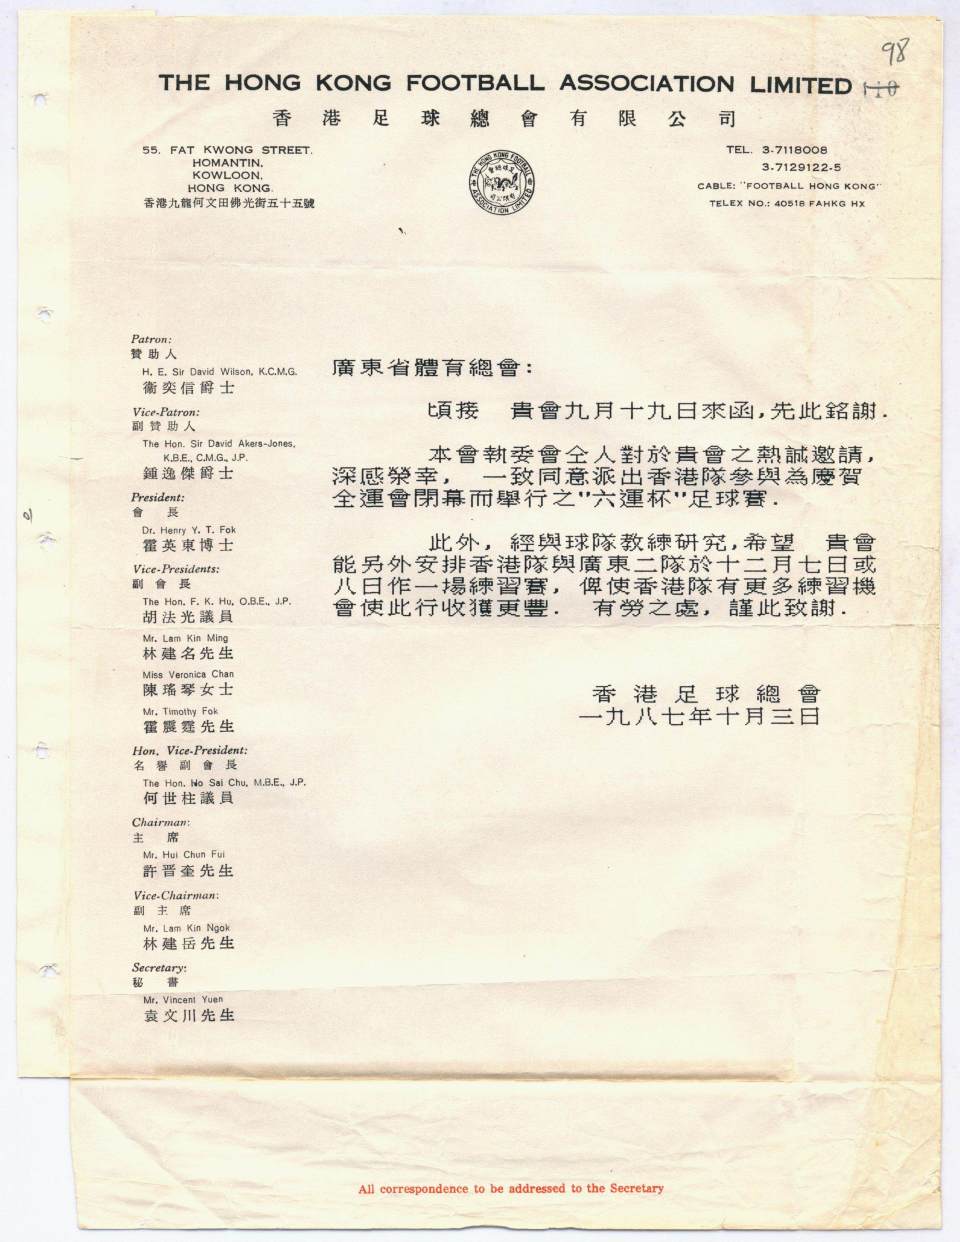 98
THE HONG KONG FOOTBALL ASSOCIATION LIMITED 110
香港足球總會有限公司
55. FAT KWONG STREET.
HOMANTIN,
KOWLOON,
HONG KONG.
香港九龍何文田佛光街五十五號
THE HONG KONG FOOTBALL
ASSOCIATION LIMITED
TEL. 3-7118008
3-7129122-5
CABLE: "FOOTBALL HONG KONG"
TELEX NO.: 40518 FAHKG HX
Patron:
贊助人
H. E. Sir David Wilson, K.C.M.G.
衞奕信爵士
Vice-Patron:
副贊助人
The Hon. Sir David Akers-Jones,
K.B.E., C.M.G., J.P.
鍾逸傑爵士
President:
會長
Dr. Henry Y. T. Fok
霍英東博士
Vice-Presidents:
副會長
The Hon. F. K. Hu, O.B.E., J.P.
胡法光議員
Mr. Lam Kin Ming
林建名先生
Miss Veronica Chan
陳瑤琴女士
Mr. Timothy Fok
霍震霆先生
Hon. Vice-President:
名譽副會長
The Hon. Ho Sai Chu, M.B.E., J.P.
何世柱議員
Chairman:
主席
Mr. Hui Chun Fui
許晋奎先生
Vice-Chairman:
副主席
Mr. Lam Kin Ngok
林建岳先生
Secretary:
秘書
Mr. Vincent Yuen
袁文川先生
廣東省體育總會:
頃接 貴會九月十九日來函,先此銘謝.
本會執委會仝人對於貴會之熱誠邀請,
深感榮幸, 一致同意派出香港隊參與為慶賀
全運會閉幕而舉行之"六運杯"足球賽.
此外, 經與球隊教練研究,希望 貴會
能另外安排香港隊與廣東二隊於十二月七日或
八日作一場練習賽, 俾使香港隊有更多練習機
會使此行收獲更豐. 有勞之處, 謹此致謝.
香港足球總會
一九八七年十月三日
All correspondence to be addressed to the Secretary